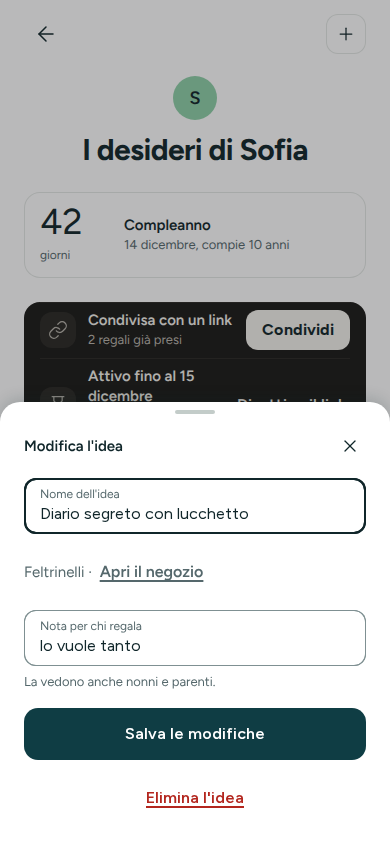 S
I desideri di Sofia
42
giorni
Compleanno
14 dicembre, compie 10 anni
Condivisa con un link
2 regali già presi
Condividi
Attivo fino al 15
dicembre
Modifica l'idea
Nome dell'idea
Diario segreto con lucchetto
Feltrinelli · Apri il negozio
Nota per chi regala
lo vuole tanto
La vedono anche nonni e parenti.
Salva le modifiche
Elimina l'idea